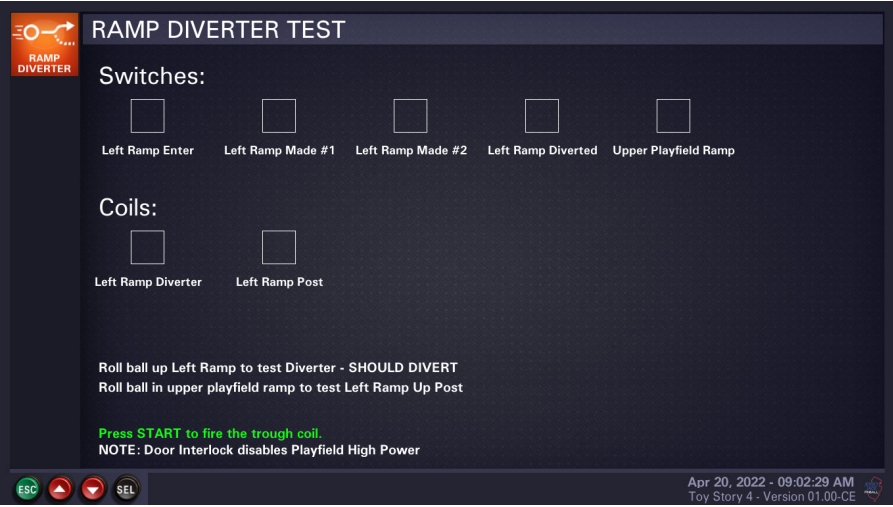 RAMP DIVERTER TEST
RAMP
DIVERTER
Switches:
Left Ramp Enter
Left Ramp Made #1
Left Ramp Made #2
Left Ramp Diverted
Upper Playfield Ramp
Coils:
Left Ramp Diverter
Left Ramp Post
Roll ball up Left Ramp to test Diverter - SHOULD DIVERT
Roll ball in upper playfield ramp to test Left Ramp Up Post
Press START to fire the trough coil.
NOTE: Door Interlock disables Playfield High Power
ESC
SEL
Apr 20, 2022 - 09:02:29 AM
Toy Story 4 - Version 01.00-CE